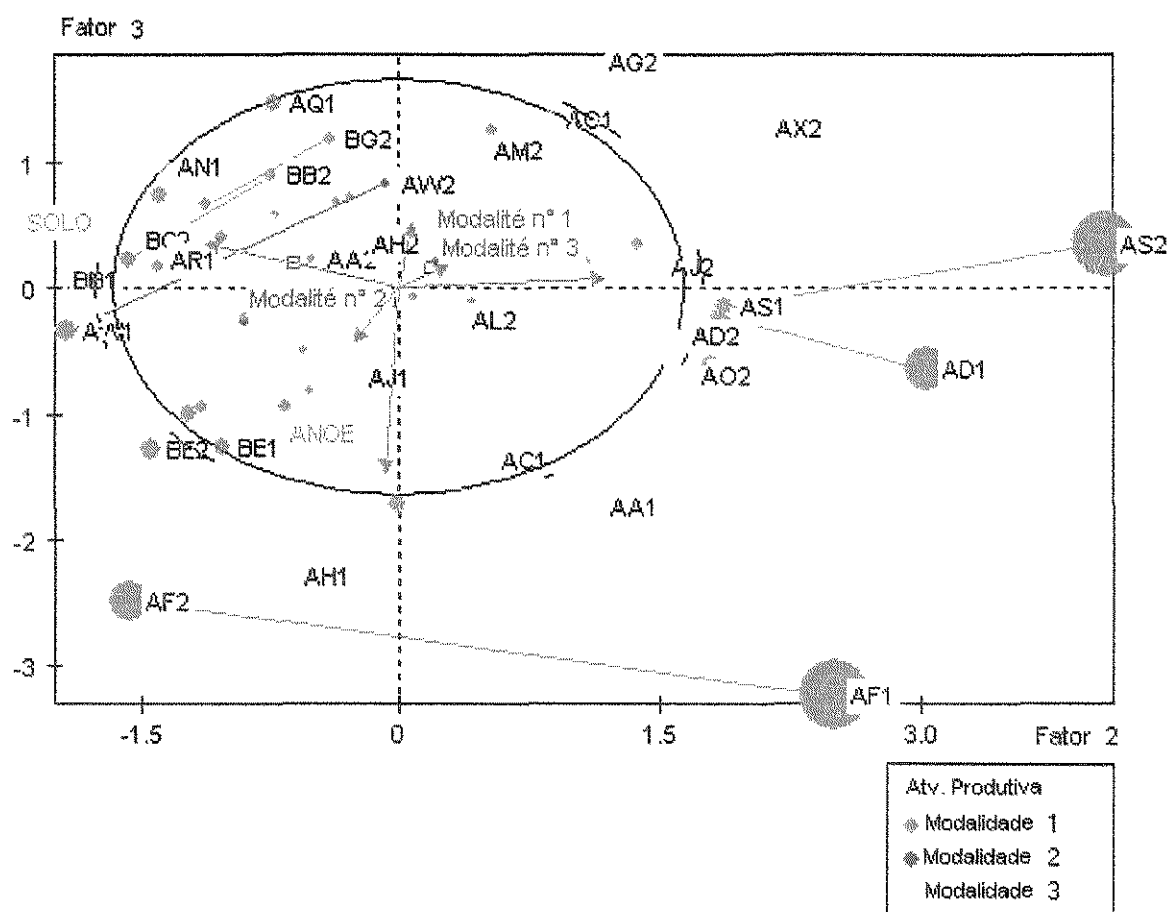 Fator 3
AG2
AQ1
AX2
BG2
AM2
1
AN1
BB2
AW2
SOLO
Modalité n° 1
AH2
Modalité n° 3
AS2
AR1
AA2
AJ2
BB1
0
Modalité n° 2
AS1
AL2
AD2
AJ1
AO2
AD1
-1
ANOE
BE2
BE1
AC1
AA1
-2
AH1
AF2
-3
AF1
-1.5
0
1.5
3.0
Fator 2
Atv. Produtiva
Modalidade 1
Modalidade 2
Modalidade 3